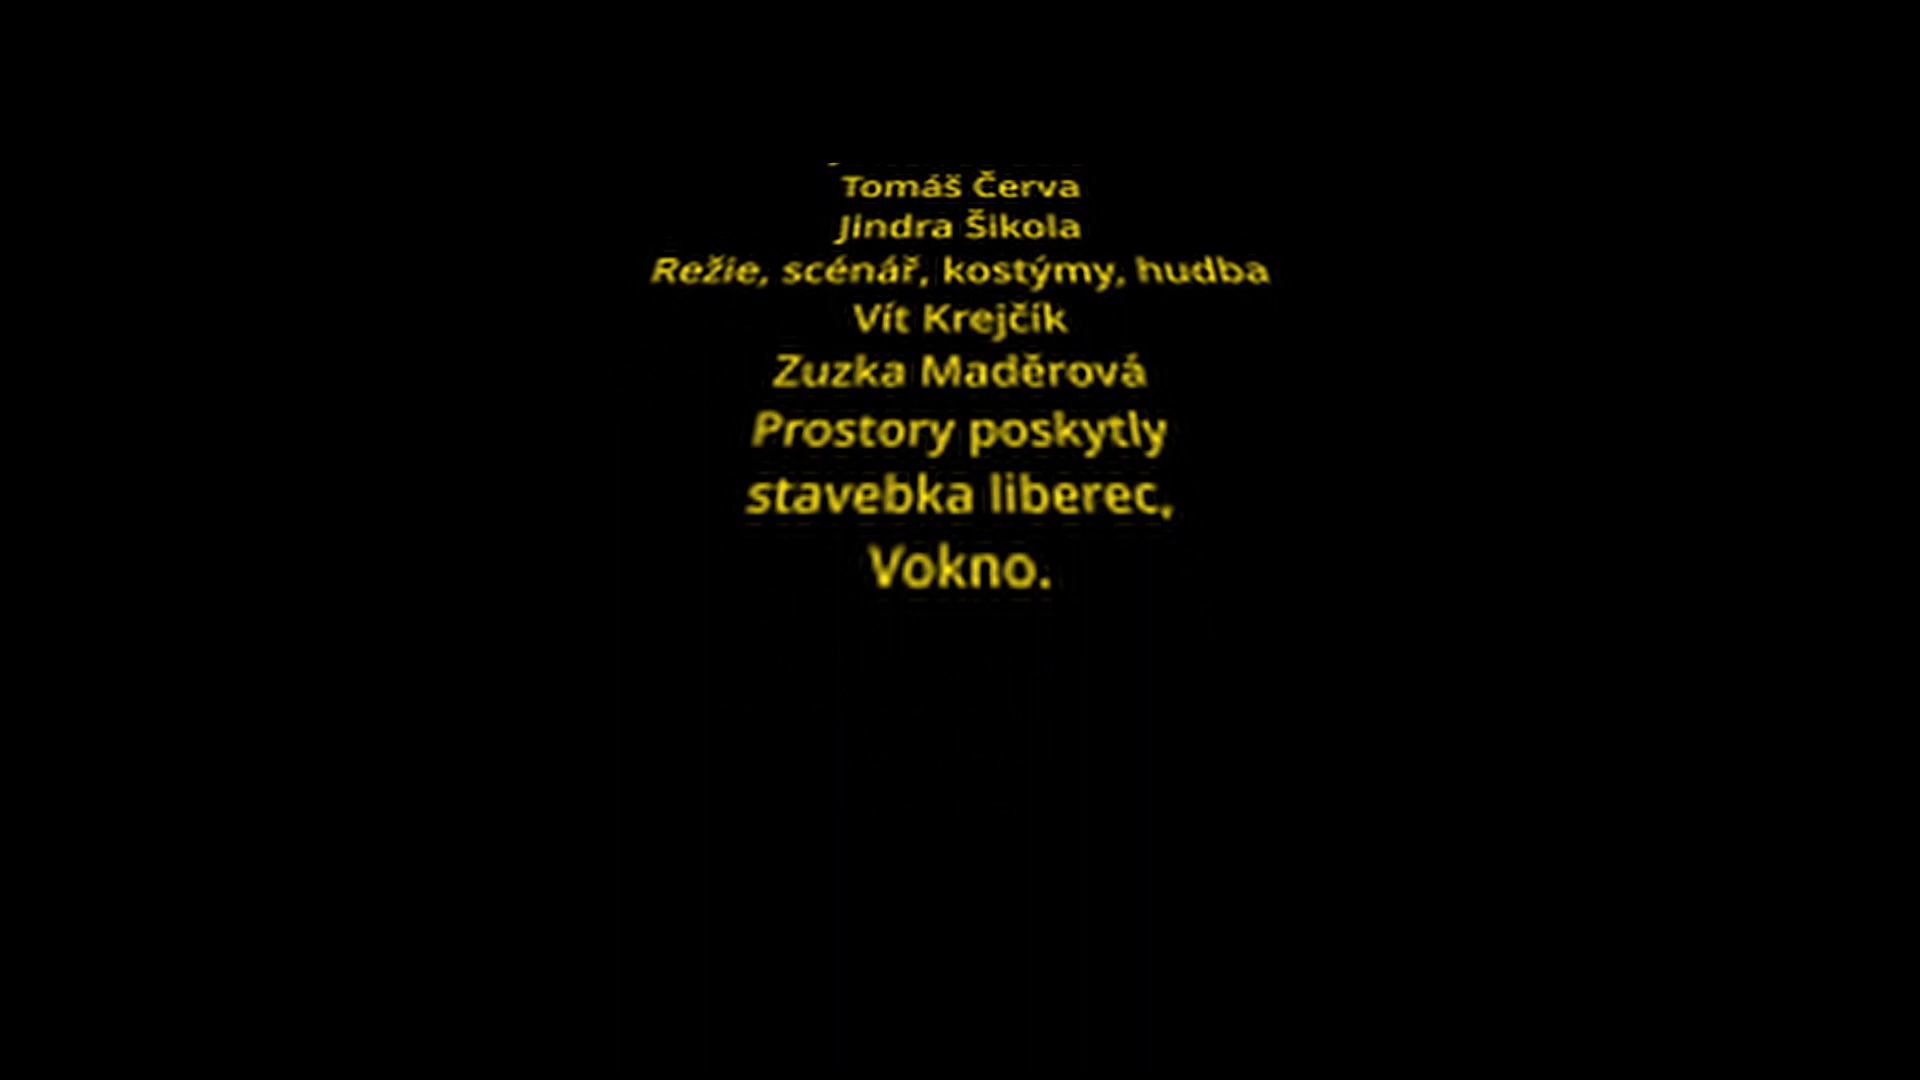 Tomáš Červa
Jindra Šikola
Režie, scénář, kostýmy, hudba
Vít Krejčík
Zuzka Maděrová
Prostory poskytly
stavebka liberec,
Vokno.